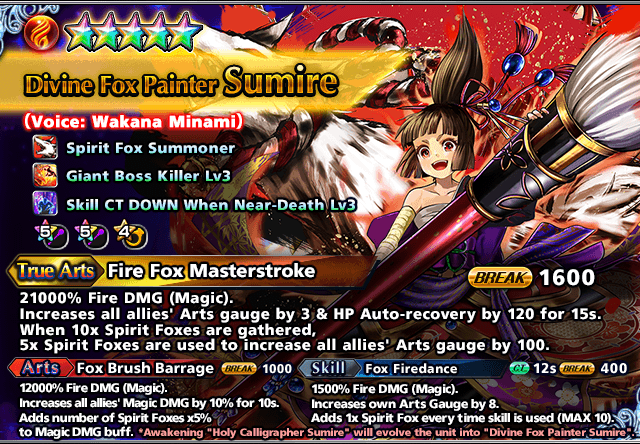 Divine Fox Painter Sumire
(Voice: Wakana Minami)
Spirit Fox Summoner
Giant Boss Killer Lv3
Skill CT DOWN When Near-Death Lv3
5 5 4
True Arts Fire Fox Masterstroke BREAK 1600
21000% Fire DMG (Magic).
Increases all allies' Arts gauge by 3 & HP Auto-recovery by 120 for 15s.
When 10x Spirit Foxes are gathered,
5x Spirit Foxes are used to increase all allies' Arts gauge by 100.
Arts Fox Brush Barrage BREAK 1000
12000% Fire DMG (Magic).
Increases all allies' Magic DMG by 10% for 10s.
Adds number of Spirit Foxes x5%
to Magic DMG buff.
Skill Fox Firedance CT 12s BREAK 400
1500% Fire DMG (Magic).
Increases own Arts Gauge by 8.
Adds 1x Spirit Fox every time skill is used (MAX 10).
*Awakening "Holy Calligrapher Sumire" will evolve the unit into "Divine Fox Painter Sumire"